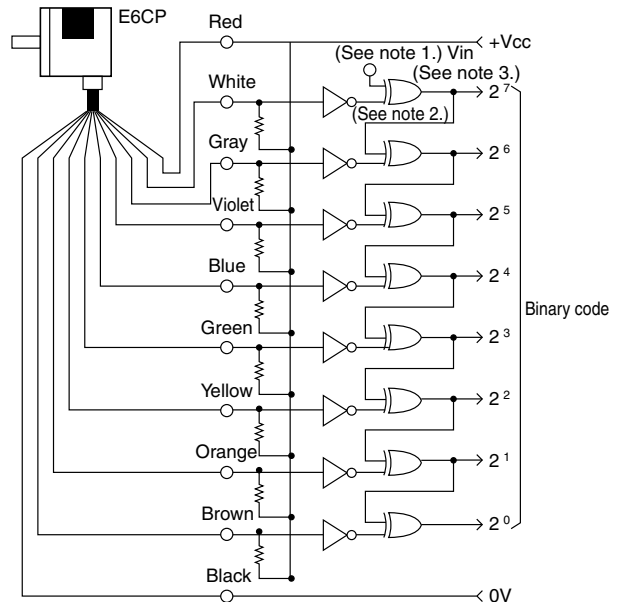 E6CP
Red
+Vcc
(See note 1.) Vin
(See note 3.)
White
2⁷
(See note 2.)
Gray
2⁶
Violet
2⁵
Blue
2⁴
Binary code
Green
2³
Yellow
2²
Orange
2¹
Brown
2⁰
Black
0V